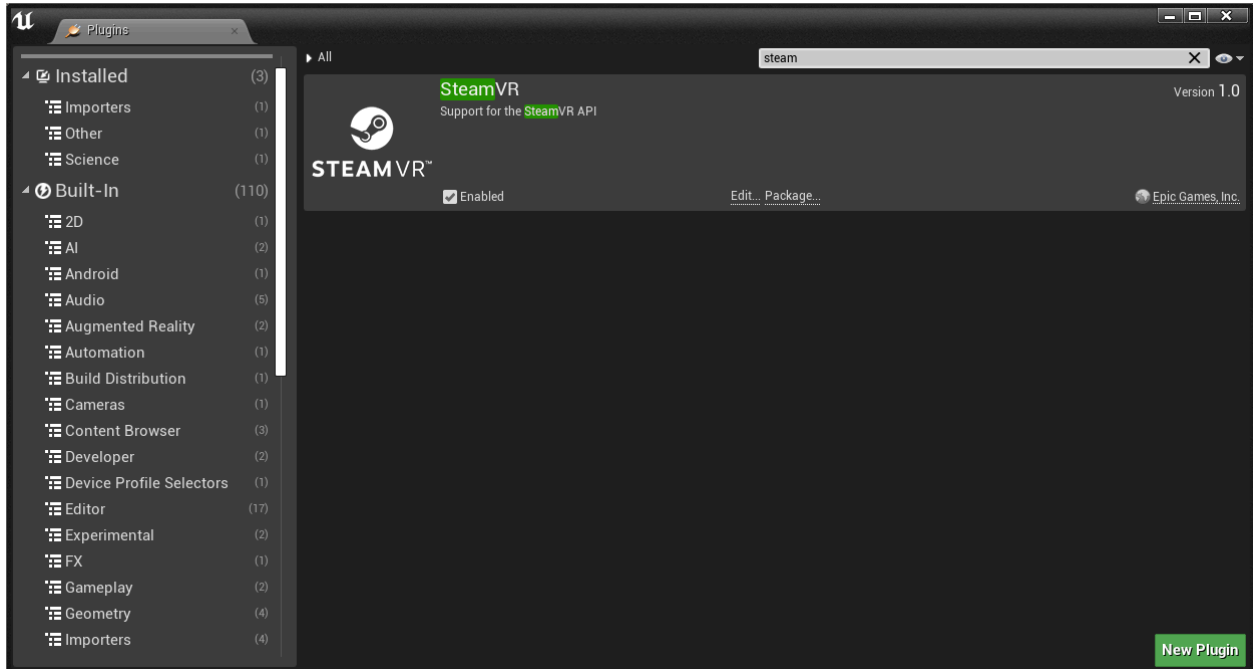 Plugins
All
steam
Installed (3)
Importers (1)
Other (1)
Science (1)
Built-In (110)
2D (1)
AI (2)
Android (1)
Audio (5)
Augmented Reality (2)
Automation (1)
Build Distribution (1)
Cameras (1)
Content Browser (3)
Developer (2)
Device Profile Selectors (1)
Editor (17)
Experimental (2)
FX (1)
Gameplay (2)
Geometry (4)
Importers (4)
STEAMVR™
SteamVR
Version 1.0
Support for the SteamVR API
Enabled
Edit... Package...
Epic Games, Inc.
New Plugin